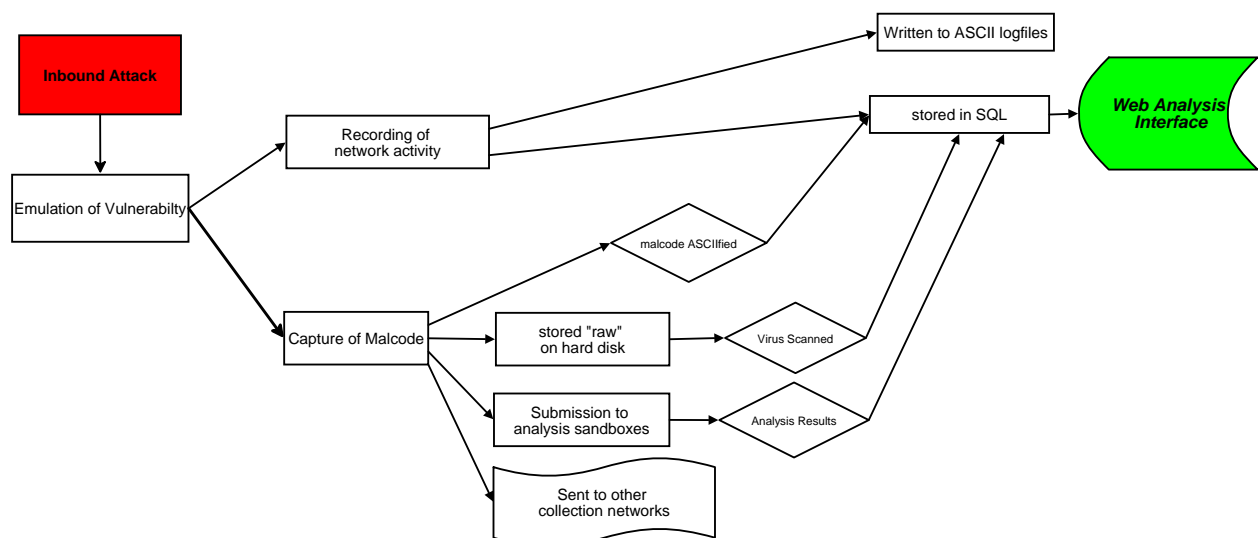 Written to ASCII logfiles
Inbound Attack
stored in SQL
Web Analysis
Interface
Recording of
network activity
Emulation of Vulnerabilty
malcode ASCIIfied
Capture of Malcode
stored "raw"
on hard disk
Virus Scanned
Submission to
analysis sandboxes
Analysis Results
Sent to other
collection networks